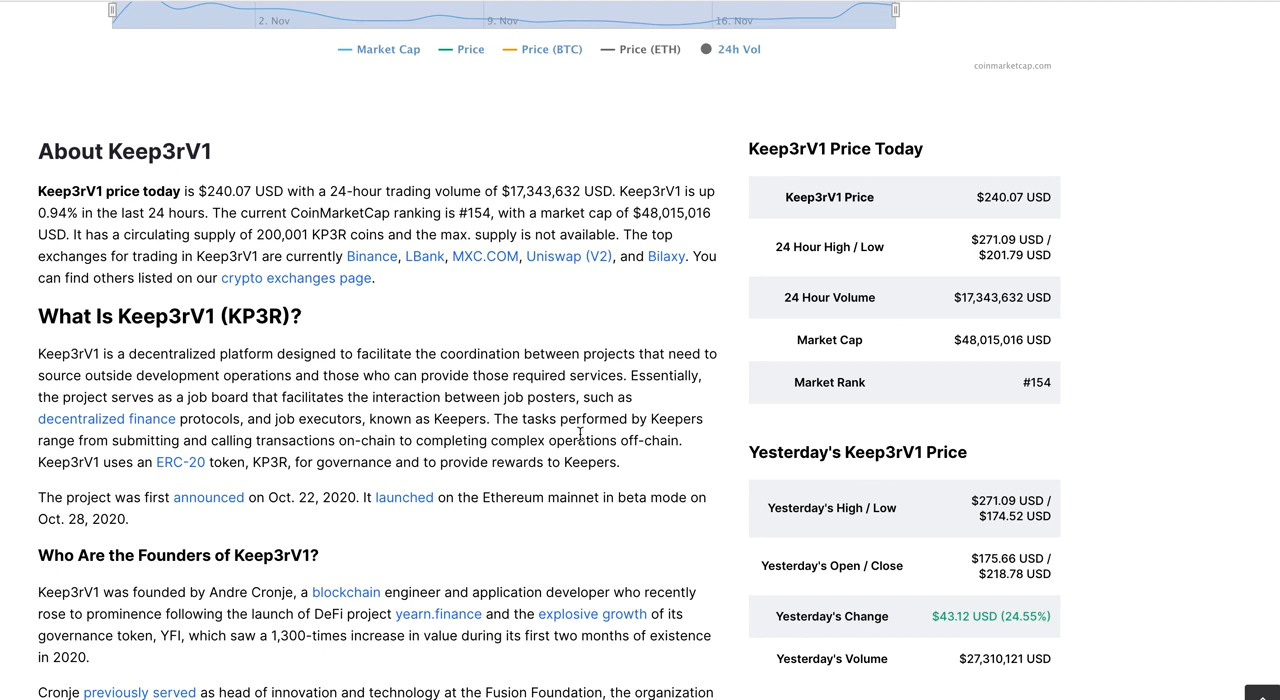 2. Nov
9. Nov
16. Nov
Market Cap
Price
Price (BTC)
Price (ETH)
24h Vol
coinmarketcap.com
About Keep3rV1
Keep3rV1 price today is $240.07 USD with a 24-hour trading volume of $17,343,632 USD. Keep3rV1 is up
0.94% in the last 24 hours. The current CoinMarketCap ranking is #154, with a market cap of $48,015,016
USD. It has a circulating supply of 200,001 KP3R coins and the max. supply is not available. The top
exchanges for trading in Keep3rV1 are currently Binance, LBank, MXC.COM, Uniswap (V2), and Bilaxy. You
can find others listed on our crypto exchanges page.
What Is Keep3rV1 (KP3R)?
Keep3rV1 is a decentralized platform designed to facilitate the coordination between projects that need to
source outside development operations and those who can provide those required services. Essentially,
the project serves as a job board that facilitates the interaction between job posters, such as
decentralized finance protocols, and job executors, known as Keepers. The tasks performed by Keepers
range from submitting and calling transactions on-chain to completing complex operations off-chain.
Keep3rV1 uses an ERC-20 token, KP3R, for governance and to provide rewards to Keepers.
The project was first announced on Oct. 22, 2020. It launched on the Ethereum mainnet in beta mode on
Oct. 28, 2020.
Who Are the Founders of Keep3rV1?
Keep3rV1 was founded by Andre Cronje, a blockchain engineer and application developer who recently
rose to prominence following the launch of DeFi project yearn.finance and the explosive growth of its
governance token, YFI, which saw a 1,300-times increase in value during its first two months of existence
in 2020.
Cronje previously served as head of innovation and technology at the Fusion Foundation, the organization
Keep3rV1 Price Today
Keep3rV1 Price
$240.07 USD
24 Hour High / Low
$271.09 USD /
$201.79 USD
24 Hour Volume
$17,343,632 USD
Market Cap
$48,015,016 USD
Market Rank
#154
Yesterday's Keep3rV1 Price
Yesterday's High / Low
$271.09 USD /
$174.52 USD
Yesterday's Open / Close
$175.66 USD /
$218.78 USD
Yesterday's Change
$43.12 USD (24.55%)
Yesterday's Volume
$27,310,121 USD